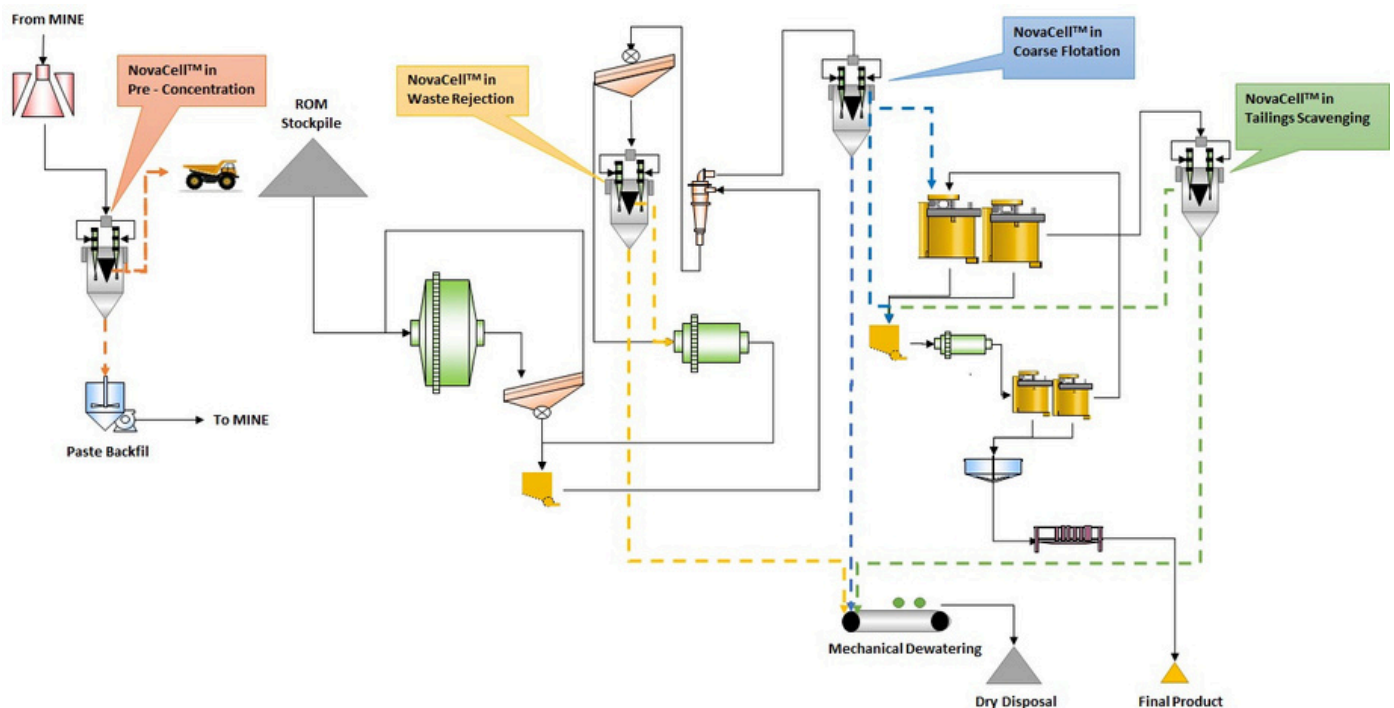 From MINE
NovaCell™ in
Pre - Concentration
ROM
Stockpile
NovaCell™ in
Waste Rejection
NovaCell™ in
Coarse Flotation
NovaCell™ in
Tailings Scavenging
To MINE
Paste Backfil
Mechanical Dewatering
Dry Disposal
Final Product